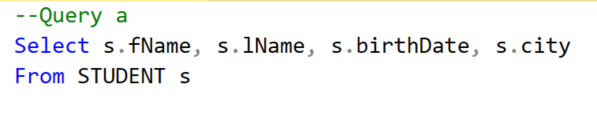 --Query a
Select s.fName, s.lName, s.birthDate, s.city
From STUDENT s